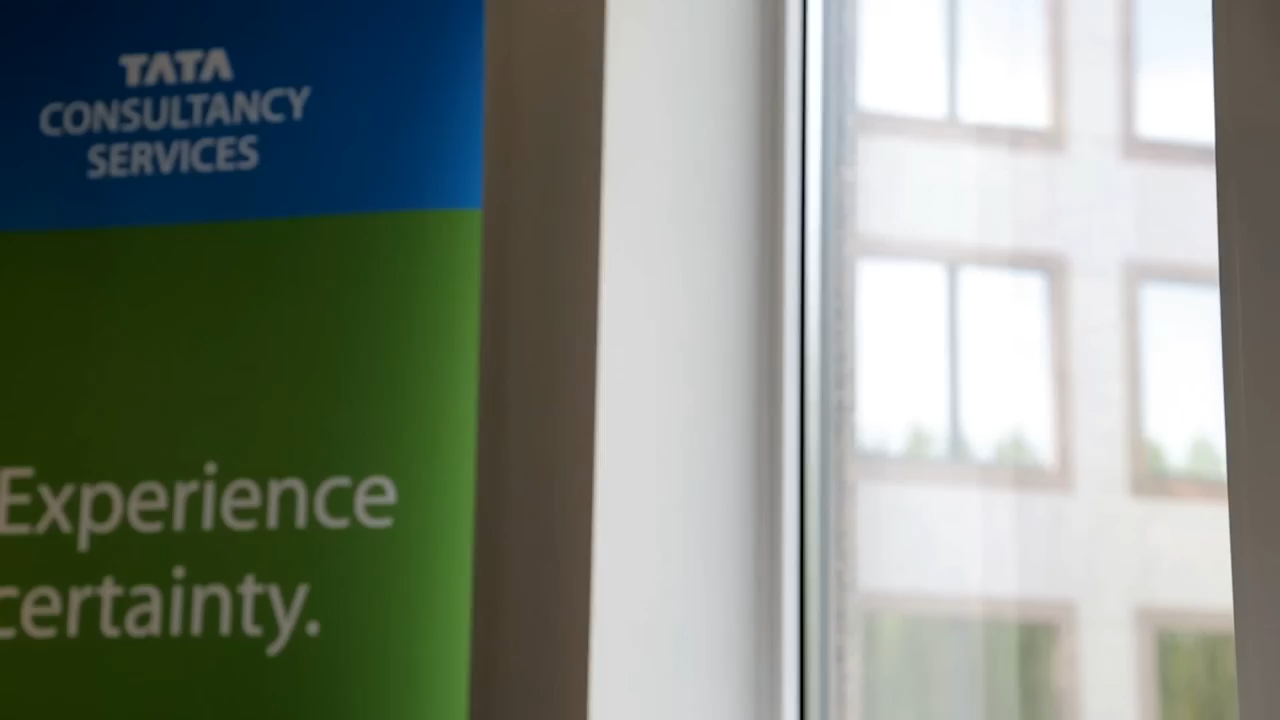 TATA
CONSULTANCY
SERVICES
Experience
certainty.